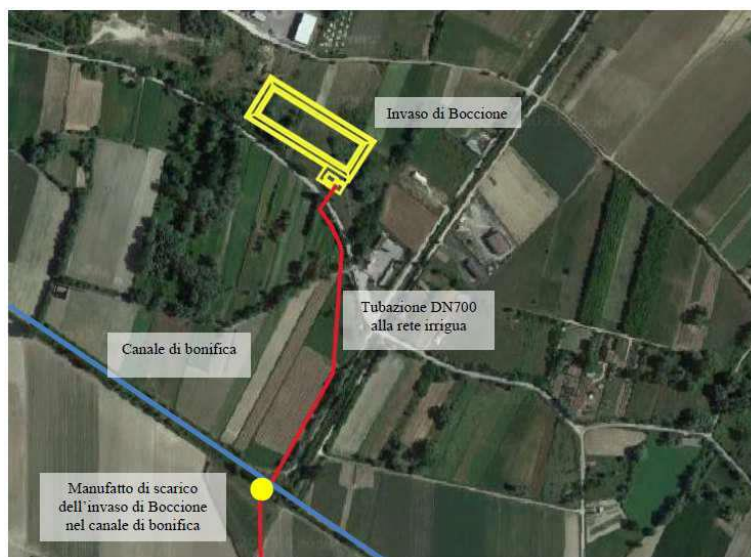 Invaso di Boccione
Tubazione DN700
alla rete irrigua
Canale di bonifica
Manufatto di scarico
dell'invaso di Boccione
nel canale di bonifica